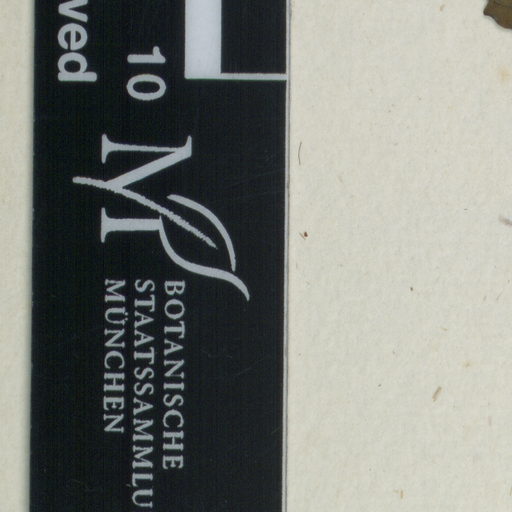 ved
10
BOTANISCHE
STAATSSAMMLU
MÜNCHEN